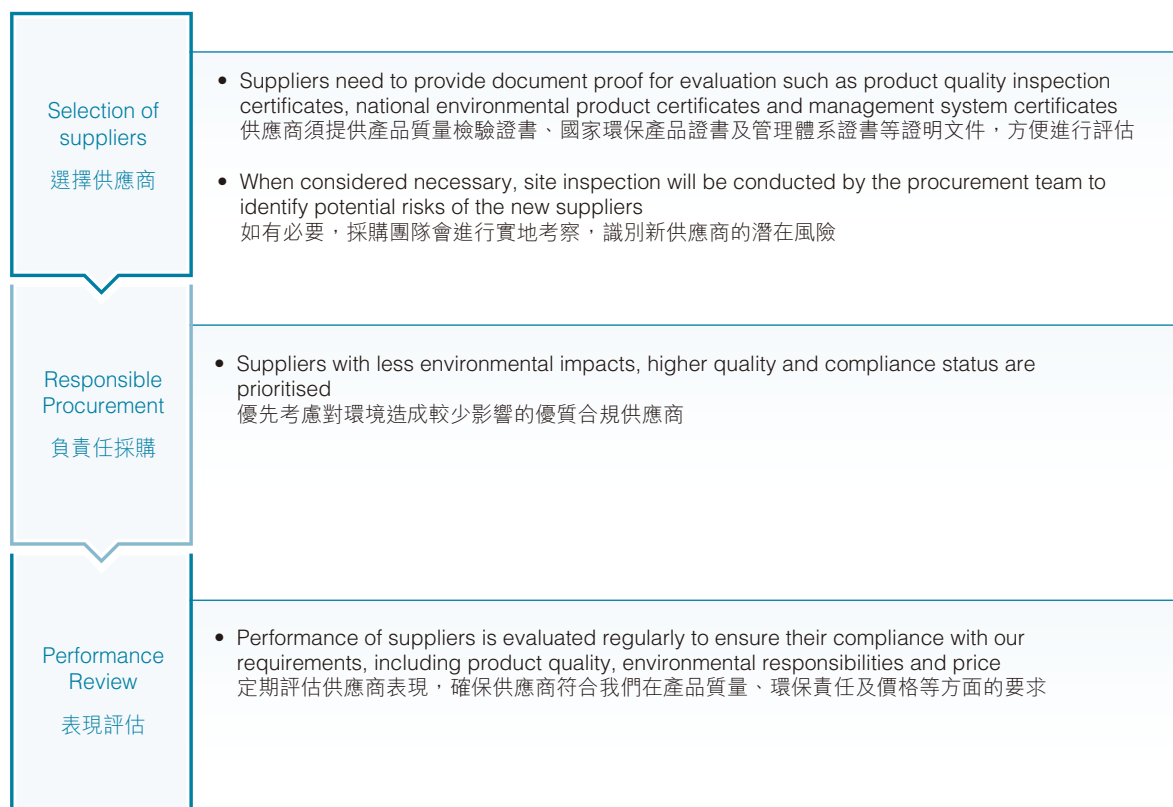 Selection of
suppliers
選擇供應商
• Suppliers need to provide document proof for evaluation such as product quality inspection
certificates, national environmental product certificates and management system certificates
供應商須提供產品質量檢驗證書、國家環保產品證書及管理體系證書等證明文件，方便進行評估
• When considered necessary, site inspection will be conducted by the procurement team to
identify potential risks of the new suppliers
如有必要，採購團隊會進行實地考察，識別新供應商的潛在風險
Responsible
Procurement
負責任採購
• Suppliers with less environmental impacts, higher quality and compliance status are
prioritised
優先考慮對環境造成較少影響的優質合規供應商
Performance
Review
表現評估
• Performance of suppliers is evaluated regularly to ensure their compliance with our
requirements, including product quality, environmental responsibilities and price
定期評估供應商表現，確保供應商符合我們在產品質量、環保責任及價格等方面的要求